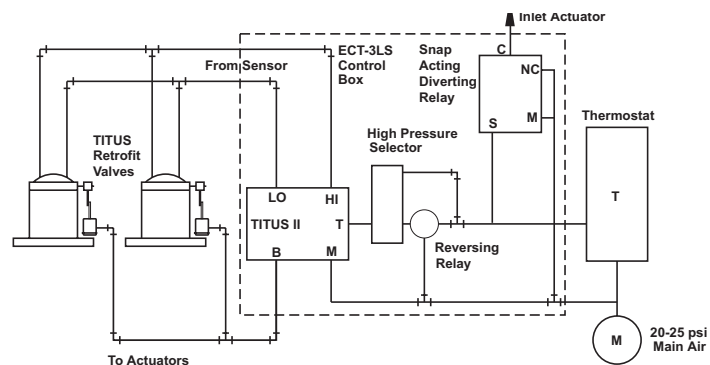 Inlet Actuator
ECT-3LS
Control
Box
Snap
Acting
Diverting
Relay
C
NC
M
S
From Sensor
Thermostat
T
TITUS
Retrofit
Valves
High Pressure
Selector
LO
HI
TITUS II
T
B
M
Reversing
Relay
M
20-25 psi
Main Air
To Actuators